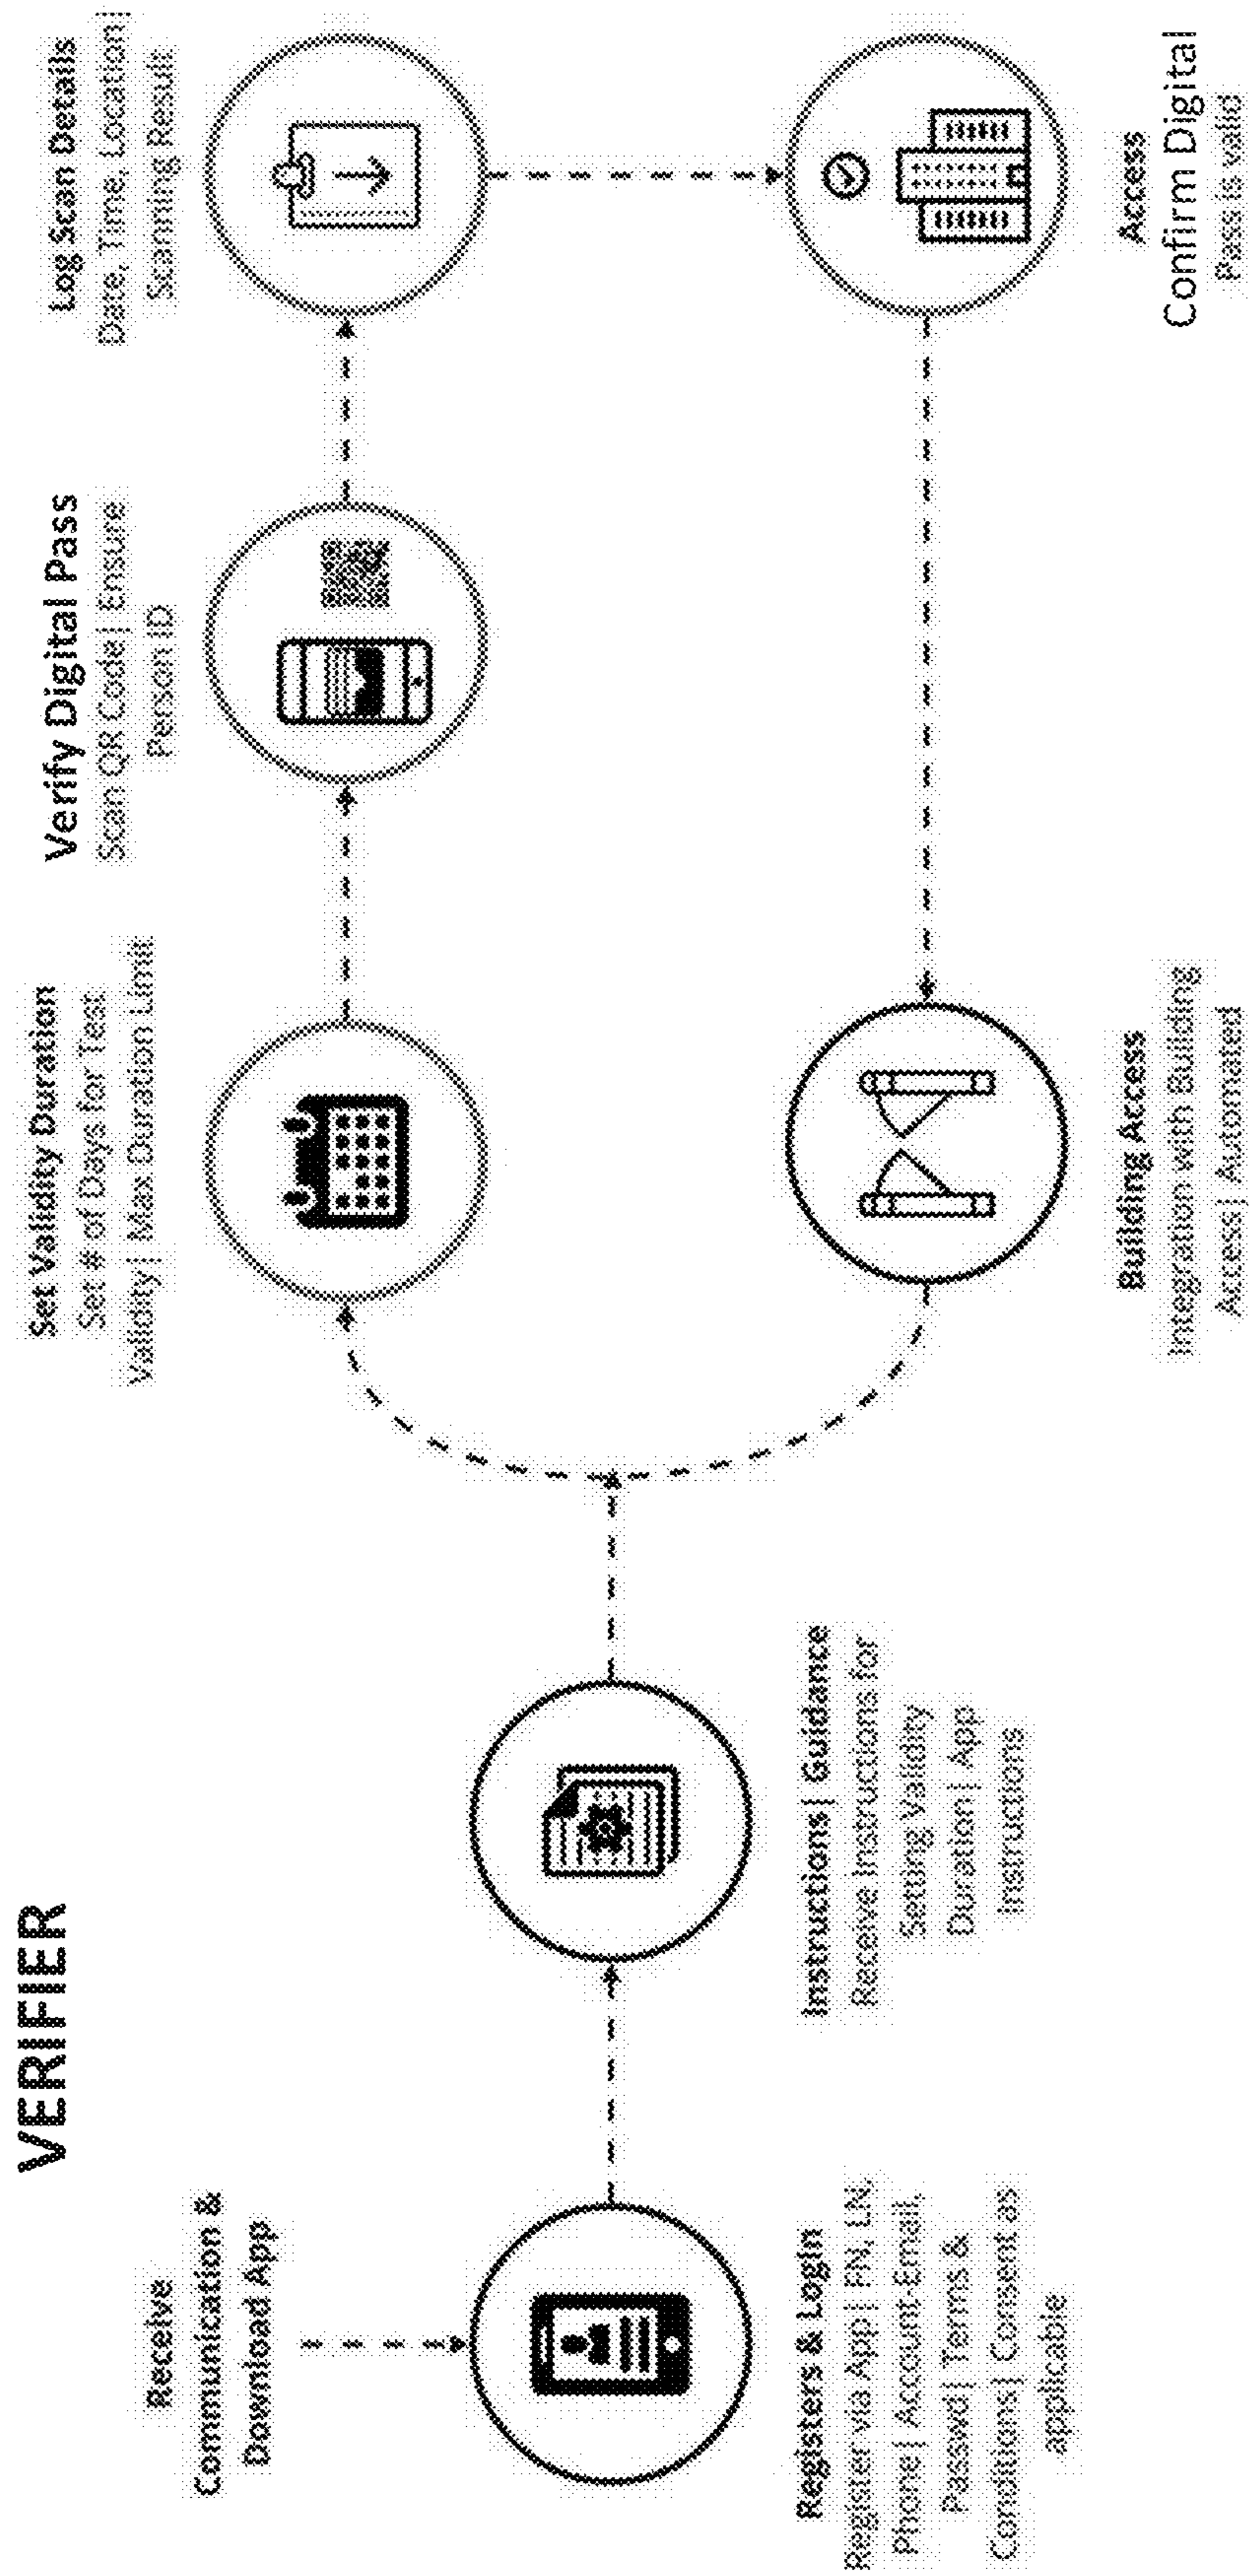 VERIFIER
Receive
Communication &
Download App
Registers & Login
Register via App| FN, LN,
Phone| Account-Email,
Passwd| Terms &
Conditions| Consent as
applicable
Instructions| Guidance
Receive Instructions for
Setting Validity
Duration| App
Instructions
Set Validity Duration
Set # of Days for Test
Validity| Max Duration Limit
Verify Digital Pass
Scan QR Code| Ensure
Person ID
Log Scan Details
Date, Time, Location|
Scanning Result
Access
Confirm Digital
Pass is valid
Building Access
Integration with Building
Access| Automated